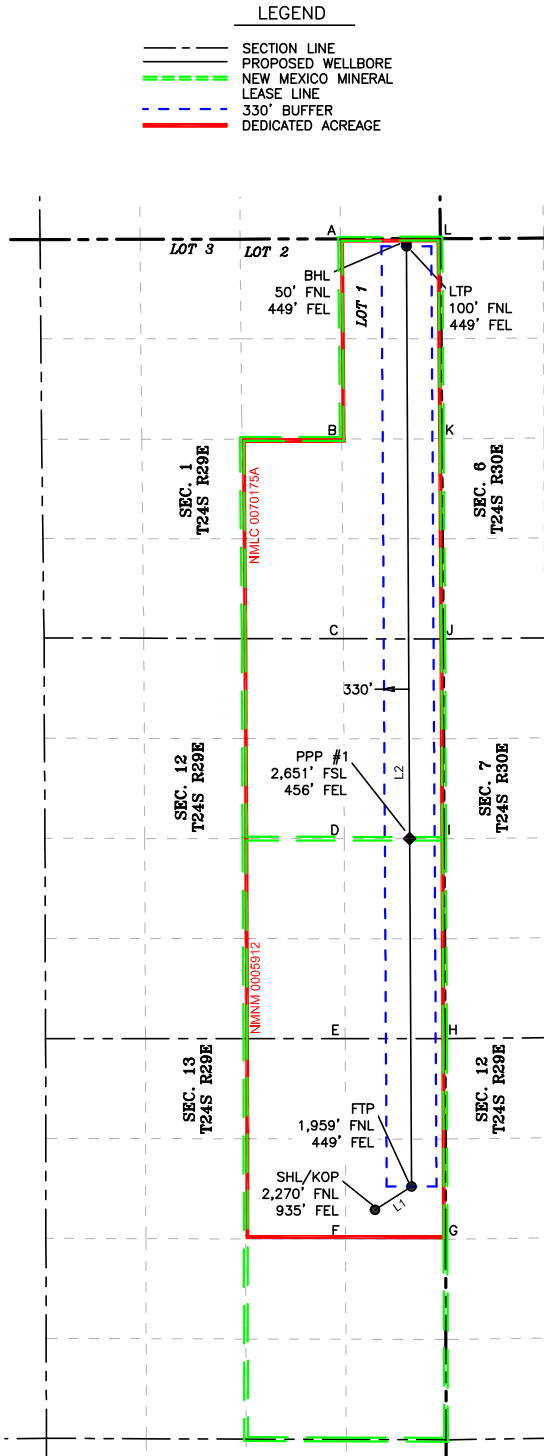 LEGEND
SECTION LINE
PROPOSED WELLBORE
NEW MEXICO MINERAL
LEASE LINE
330' BUFFER
DEDICATED ACREAGE
A
L
LOT 3
LOT 2
BHL
50' FNL
449' FEL
LOT 1
LTP
100' FNL
449' FEL
B
K
SEC. 1
T24S R29E
NMLC 0070175A
SEC. 6
T24S R30E
C
J
330'
PPP #1
2,651' FSL
456' FEL
L2
SEC. 12
T24S R29E
SEC. 7
T24S R30E
D
I
NMNM 0005912
E
H
SEC. 13
T24S R29E
SEC. 12
T24S R29E
FTP
1,959' FNL
449' FEL
SHL/KOP
2,270' FNL
935' FEL
L1
F
G